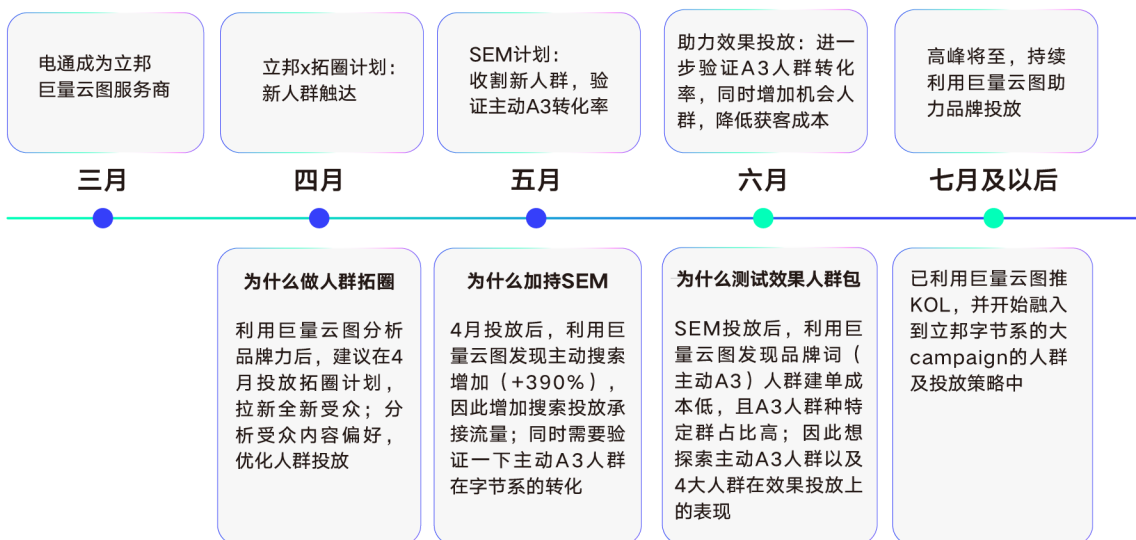 电通成为立邦
巨量云图服务商
立邦x拓圈计划：
新人群触达
SEM计划：
收割新人群，验
证主动A3转化率
助力效果投放：进一
步验证A3人群转化
率，同时增加机会人
群，降低获客成本
高峰将至，持续
利用巨量云图助
力品牌投放
三月
四月
五月
六月
七月及以后
为什么做人群拓圈
利用巨量云图分析
品牌力后，建议在4
月投放拓圈计划，
拉新全新受众；分
析受众内容偏好，
优化人群投放
为什么加持SEM
4月投放后，利用巨
量云图发现主动搜索
增加（+390%），
因此增加搜索投放承
接流量；同时需要验
证一下主动A3人群
在字节系的转化
为什么测试效果人群包
SEM投放后，利用巨
量云图发现品牌词（
主动A3）人群建单成
本低，且A3人群种特
定群占比高；因此想
探索主动A3人群以及
4大人群在效果投放上
的表现
已利用巨量云图推
KOL，并开始融入
到立邦字节系的大
campaign的人群
及投放策略中